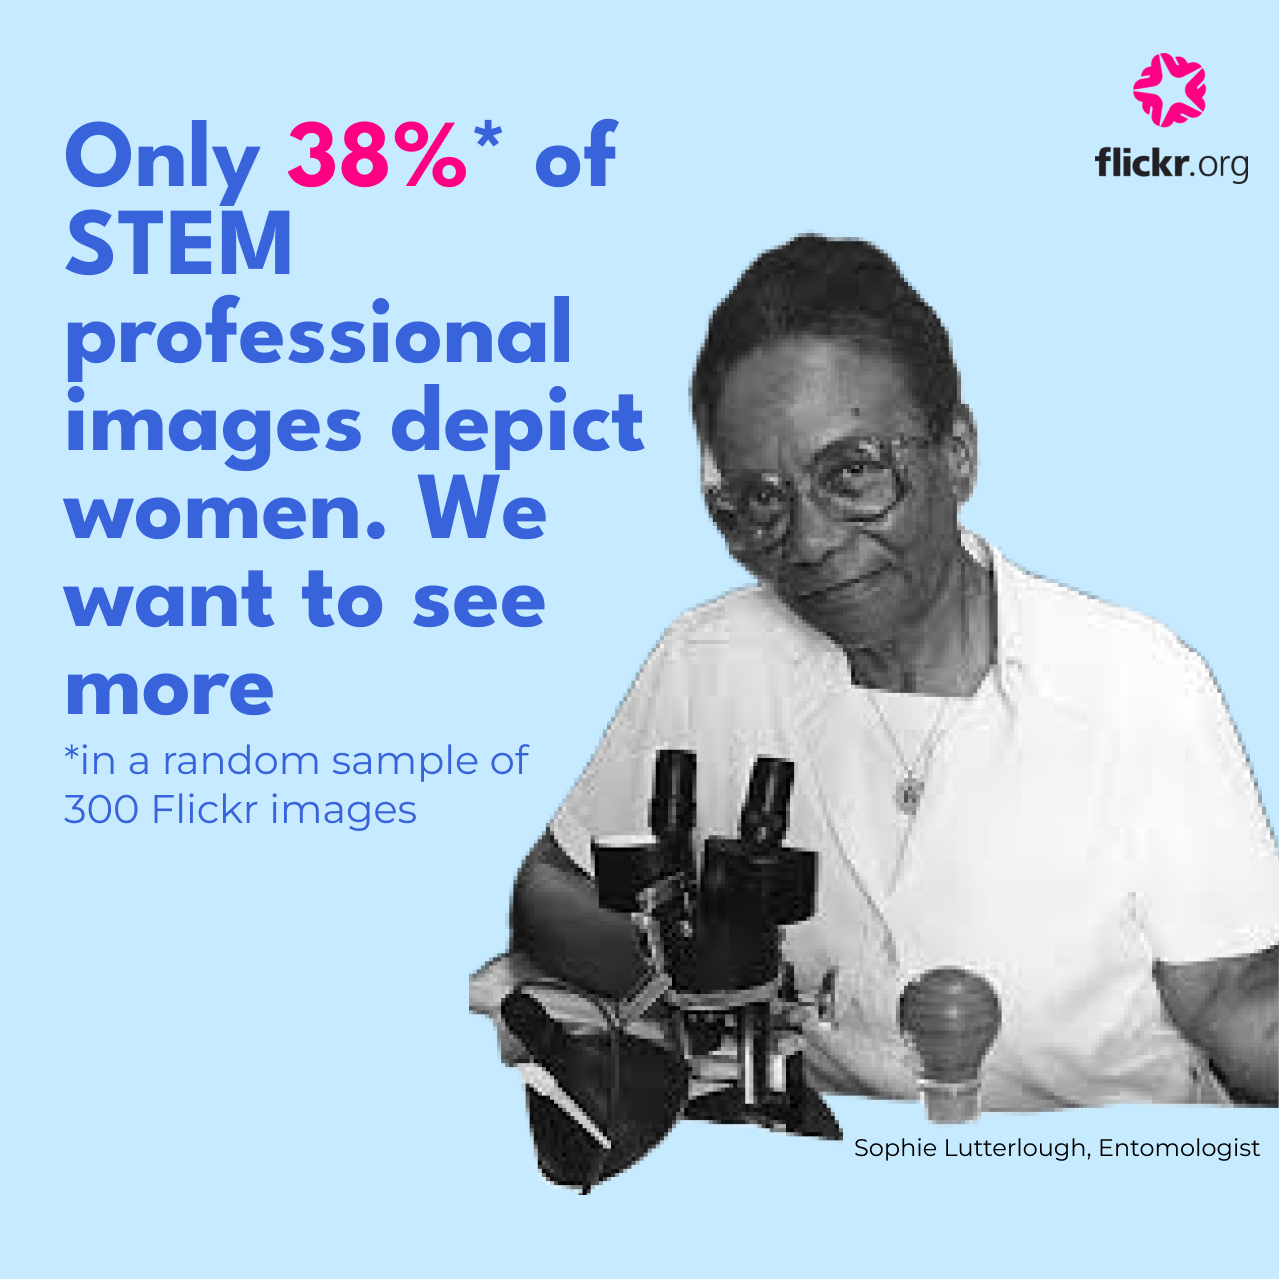 Only 38%* of
STEM
professional
images depict
women. We
want to see
more
*in a random sample of
300 Flickr images
flickr.org
Sophie Lutterlough, Entomologist